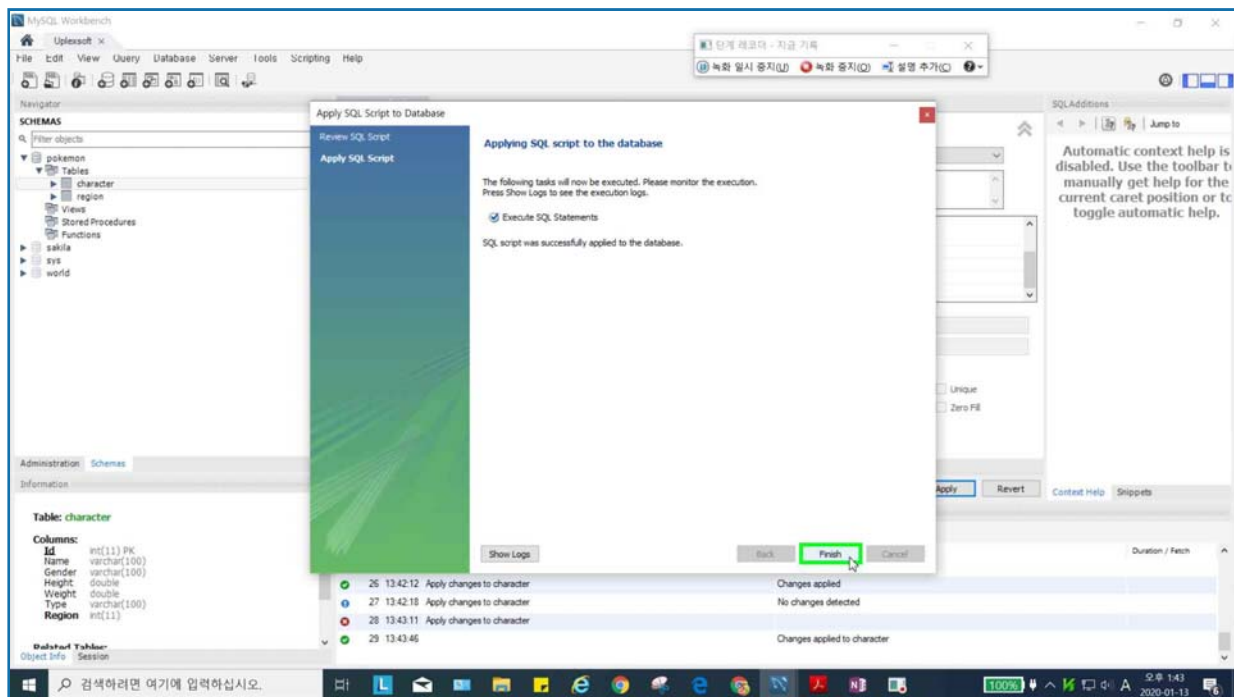 MySQL Workbench
Uplexsoft ×
File Edit View Query Database Server Tools Scripting Help
단계 레코더 - 지금 기록
녹화 일시 중지(U) 녹화 중지(O) 설명 추가(C)
Navigator
SCHEMAS
Filter objects
pokemon
Tables
character
region
Views
Stored Procedures
Functions
sakila
sys
world
Administration Schemas
Information
Table: character
Columns:
Id int(11) PK
Name varchar(100)
Gender varchar(100)
Height double
Weight double
Type varchar(100)
Region int(11)
Related Tables:
Object Info Session
Apply SQL Script to Database
Review SQL Script
Apply SQL Script
Applying SQL script to the database
The following tasks will now be executed. Please monitor the execution.
Press Show Logs to see the execution logs.
Execute SQL Statements
SQL script was successfully applied to the database.
Show Logs Back Finish Cancel
Unique
Zero Fill
Apply Revert
SQLAdditions
Jump to
Automatic context help is
disabled. Use the toolbar to
manually get help for the
current caret position or to
toggle automatic help.
Context Help Snippets
Duration / Fetch
26 13:42:12 Apply changes to character Changes applied
27 13:42:18 Apply changes to character No changes detected
28 13:43:11 Apply changes to character
29 13:43:46 Changes applied to character
검색하려면 여기에 입력하십시오.
100%
A
오후 1:43
2020-01-13